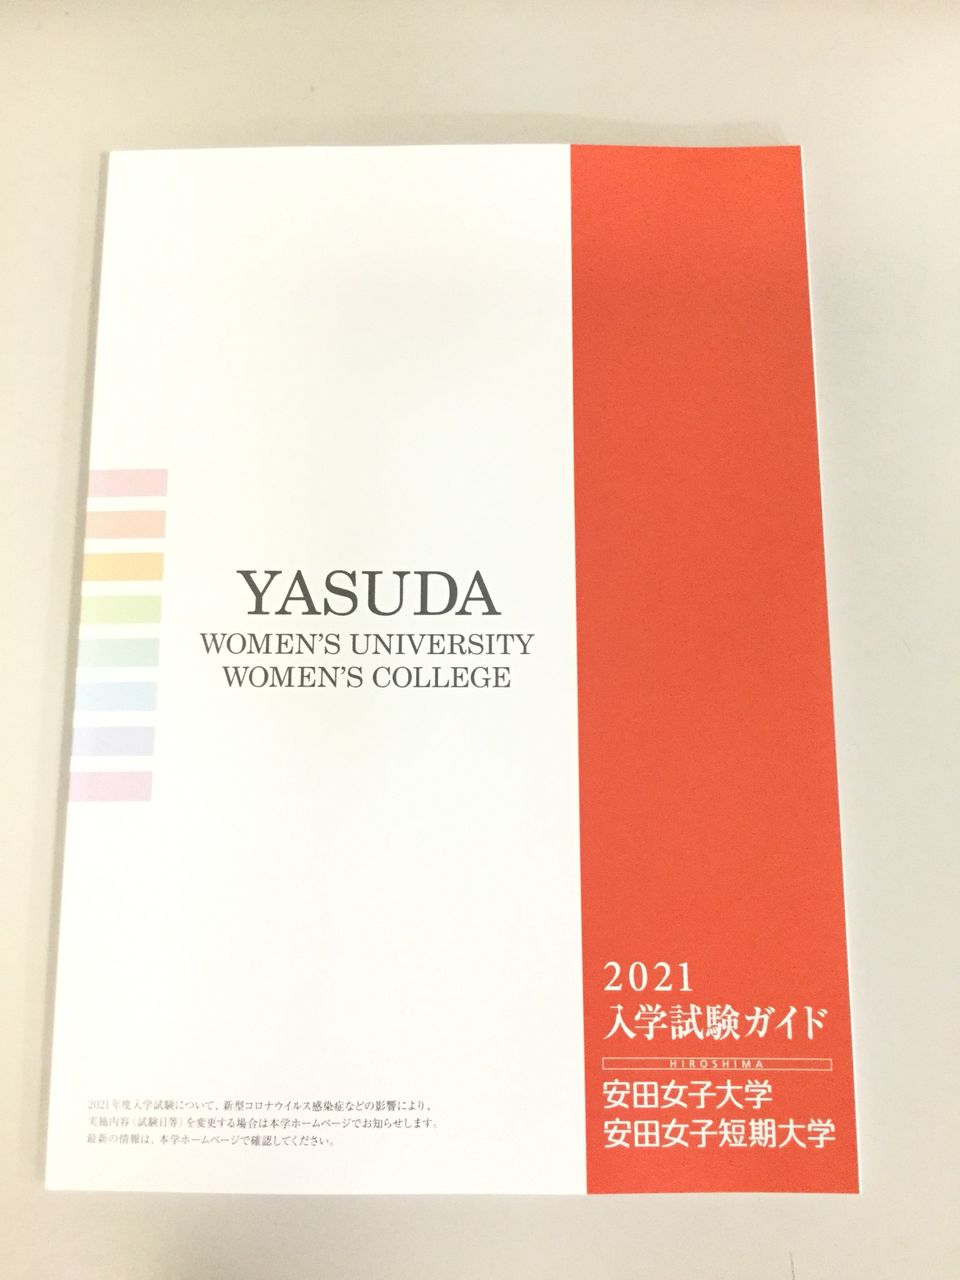 YASUDA
WOMEN'S UNIVERSITY
WOMEN'S COLLEGE
2021
入学試験ガイド
HIROSHIMA
安田女子大学
安田女子短期大学
2021年度入学試験について、新型コロナウイルス感染症などの影響により、
実施内容（試験日等）を変更する場合は本学ホームページでお知らせします。
最新の情報は、本学ホームページで確認してください。